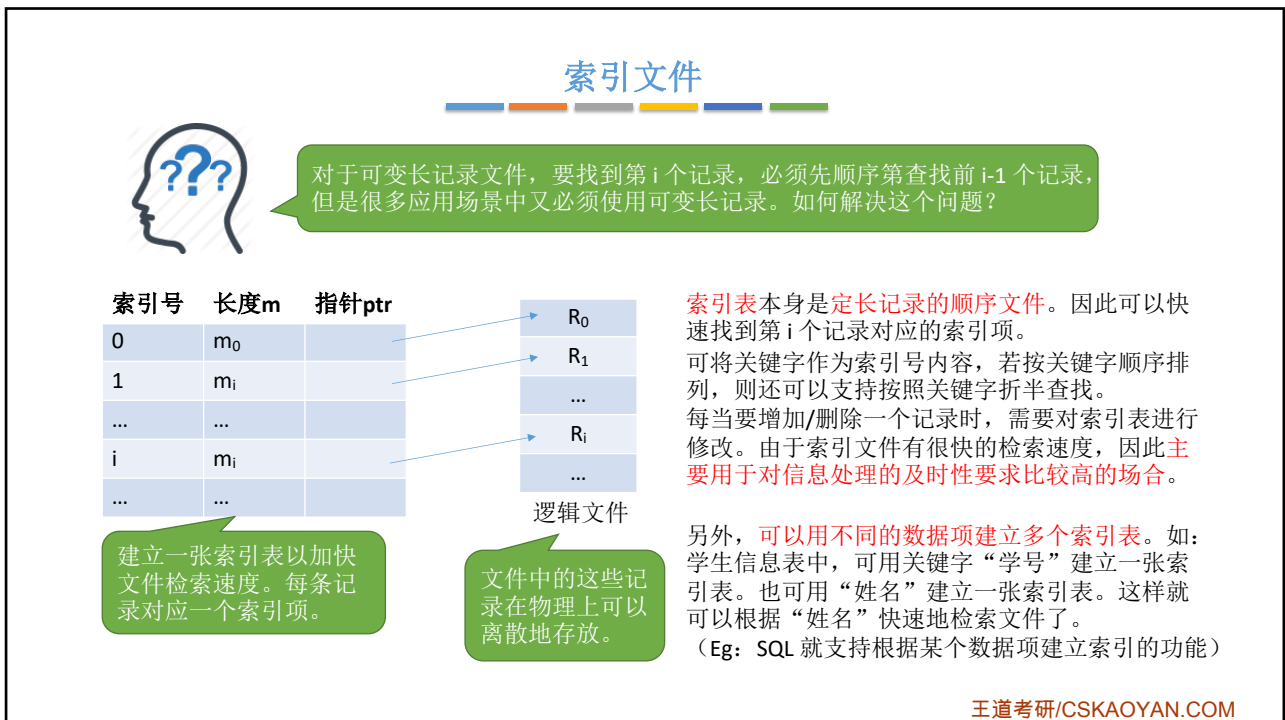 索引文件
???
对于可变长记录文件，要找到第 i 个记录，必须先顺序第查找前 i-1 个记录，
但是很多应用场景中又必须使用可变长记录。如何解决这个问题？
索引号 长度m 指针ptr
0 m₀
1 mᵢ
... ...
i mᵢ
... ...
R₀
R₁
...
Rᵢ
...
逻辑文件
建立一张索引表以加快
文件检索速度。每条记
录对应一个索引项。
文件中的这些记
录在物理上可以
离散地存放。
索引表本身是定长记录的顺序文件。因此可以快
速找到第 i 个记录对应的索引项。
可将关键字作为索引号内容，若按关键字顺序排
列，则还可以支持按照关键字折半查找。
每当要增加/删除一个记录时，需要对索引表进行
修改。由于索引文件有很快的检索速度，因此主
要用于对信息处理的及时性要求比较高的场合。
另外，可以用不同的数据项建立多个索引表。如：
学生信息表中，可用关键字“学号”建立一张索
引表。也可用“姓名”建立一张索引表。这样就
可以根据“姓名”快速地检索文件了。
（Eg：SQL 就支持根据某个数据项建立索引的功能）
王道考研/CSKAOYAN.COM